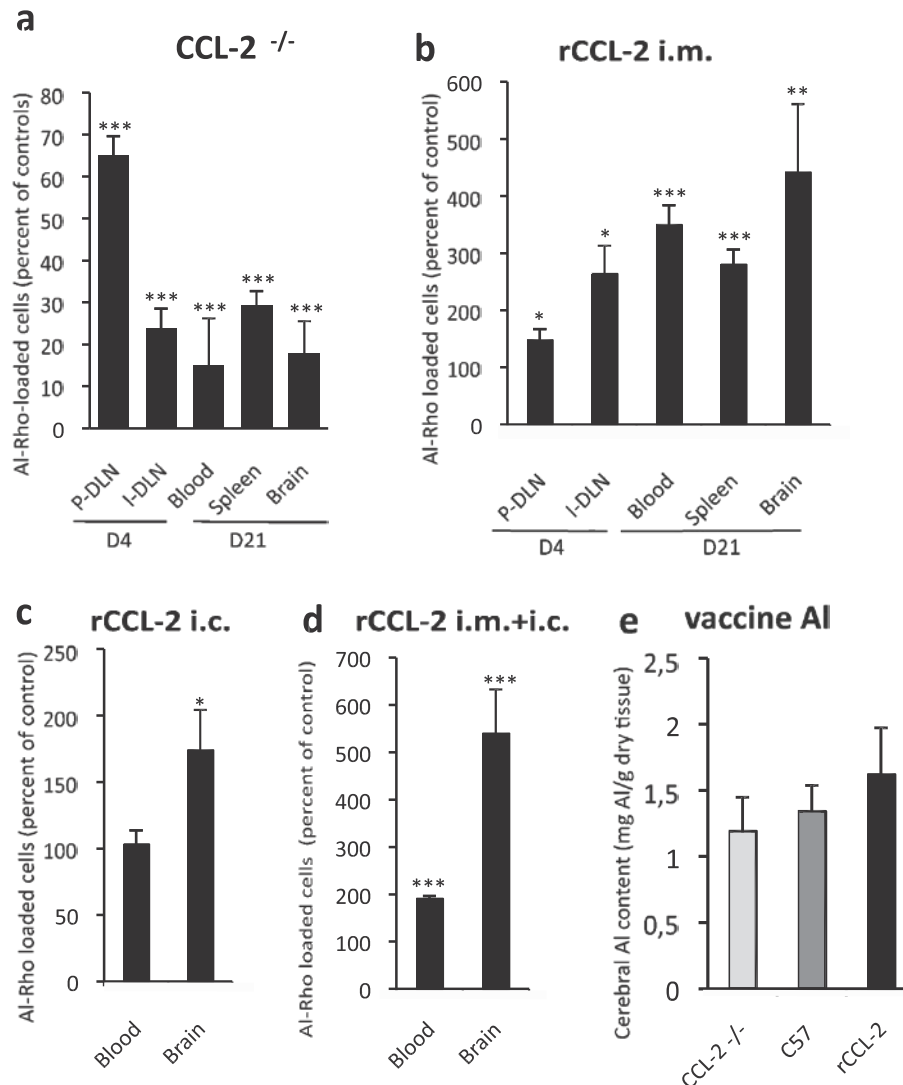 a
CCL-2 -/-
Al-Rho-loaded cells (percent of controls)
80
70
60
50
40
30
20
10
0
***
***
***
***
***
P-DLN
I-DLN
Blood
Spleen
Brain
D4
D21
b
rCCL-2 i.m.
Al-Rho loaded cells (percent of control)
600
500
400
300
200
100
0
*
*
***
***
**
P-DLN
I-DLN
Blood
Spleen
Brain
D4
D21
c
rCCL-2 i.c.
Al-Rho loaded cells (percent of control)
250
200
150
100
50
0
*
Blood
Brain
d
rCCL-2 i.m.+i.c.
Al-Rho loaded cells (percent of control)
700
600
500
400
300
200
100
0
***
***
Blood
Brain
e
vaccine Al
Cerebral Al content (mg Al/g dry tissue)
2,5
2
1,5
1
0,5
0
CCL-2 -/-
C57
rCCL-2